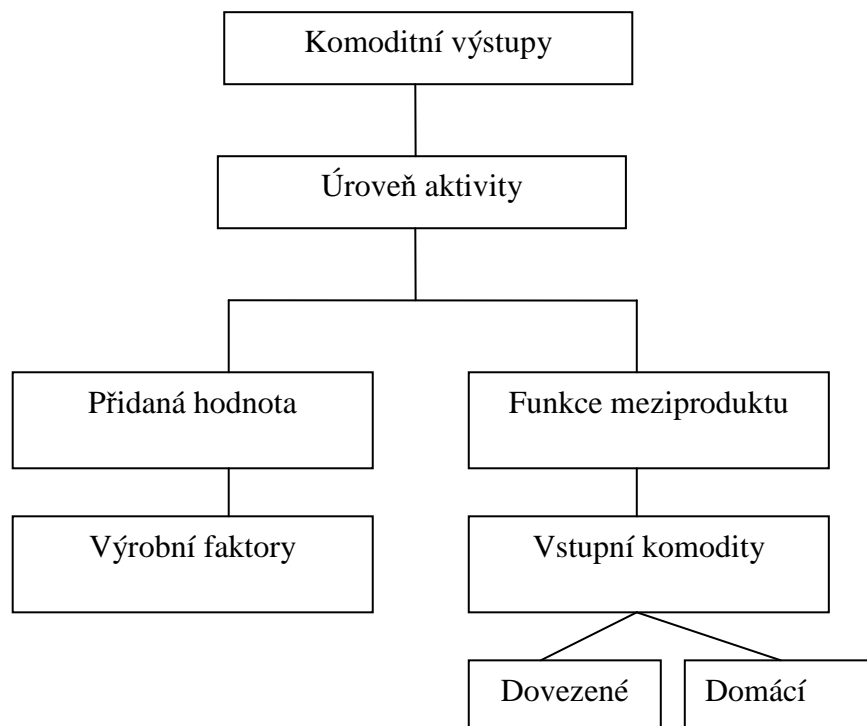 Komoditní výstupy
Úroveň aktivity
Přidaná hodnota
Funkce meziproduktu
Výrobní faktory
Vstupní komodity
Dovezené
Domácí